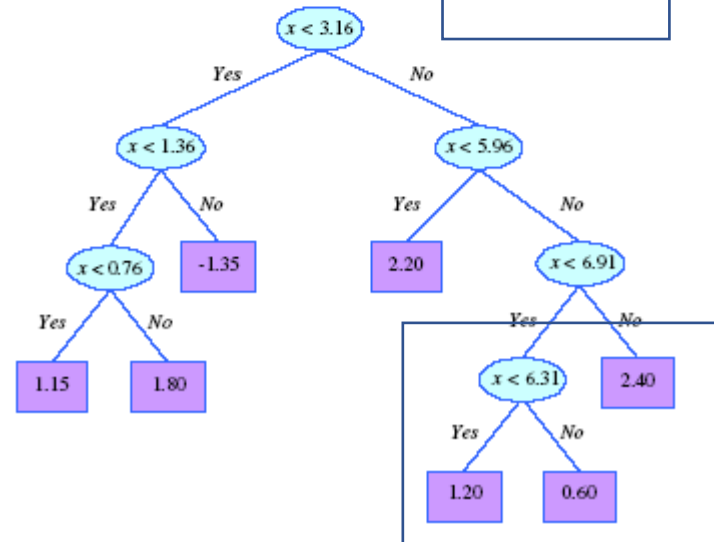 x < 3.16
Yes No
x < 1.36 x < 5.96
Yes No Yes No
x < 0.76 -1.35 2.20 x < 6.91
Yes No Yes No
1.15 1.80 x < 6.31 2.40
Yes No
1.20 0.60